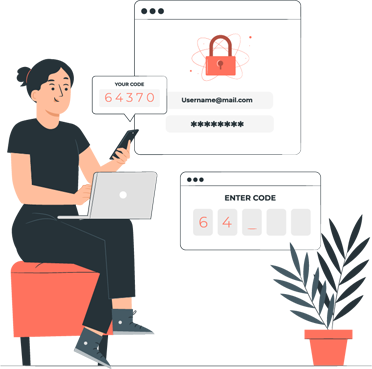 YOUR CODE
64370
Username@mail.com
********
ENTER CODE
6 4 _